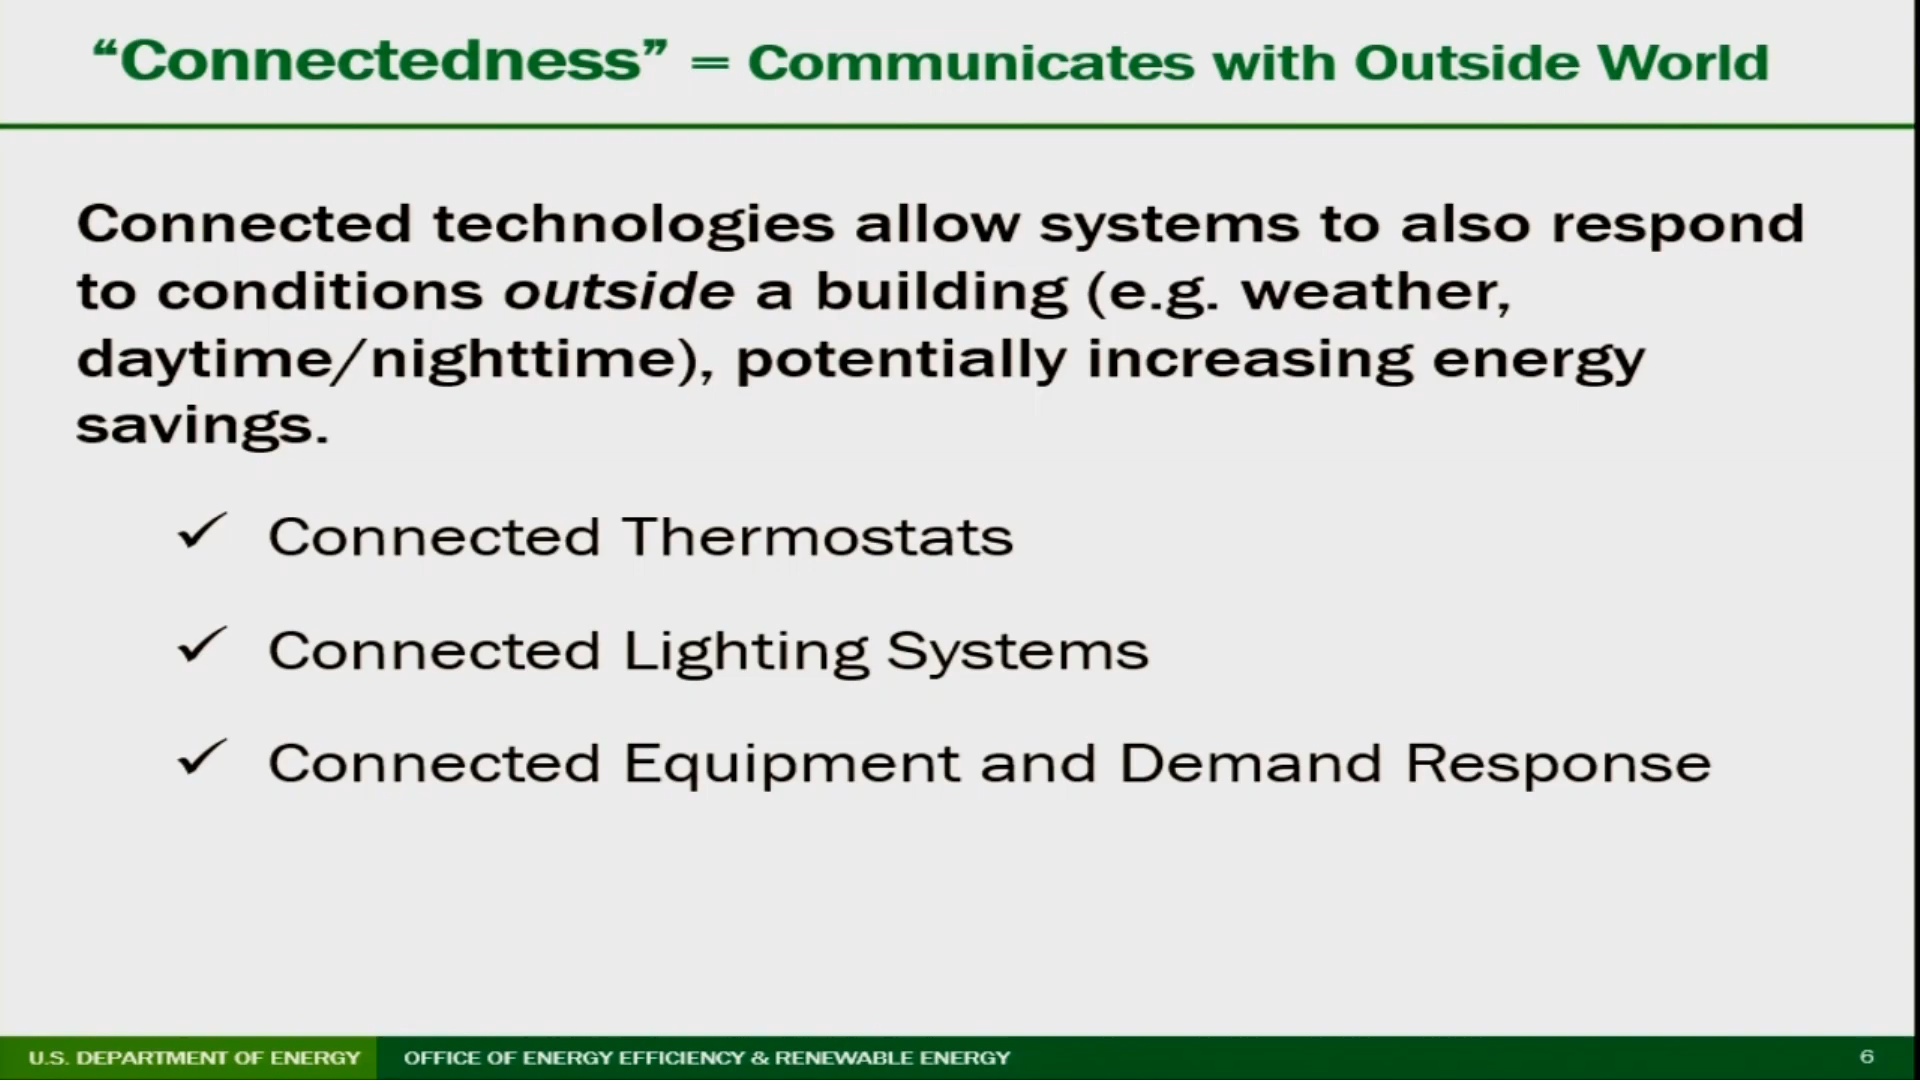 “Connectedness” = Communicates with Outside World
Connected technologies allow systems to also respond
to conditions outside a building (e.g. weather,
daytime/nighttime), potentially increasing energy
savings.
✓ Connected Thermostats
✓ Connected Lighting Systems
✓ Connected Equipment and Demand Response
U.S. DEPARTMENT OF ENERGY OFFICE OF ENERGY EFFICIENCY & RENEWABLE ENERGY 6